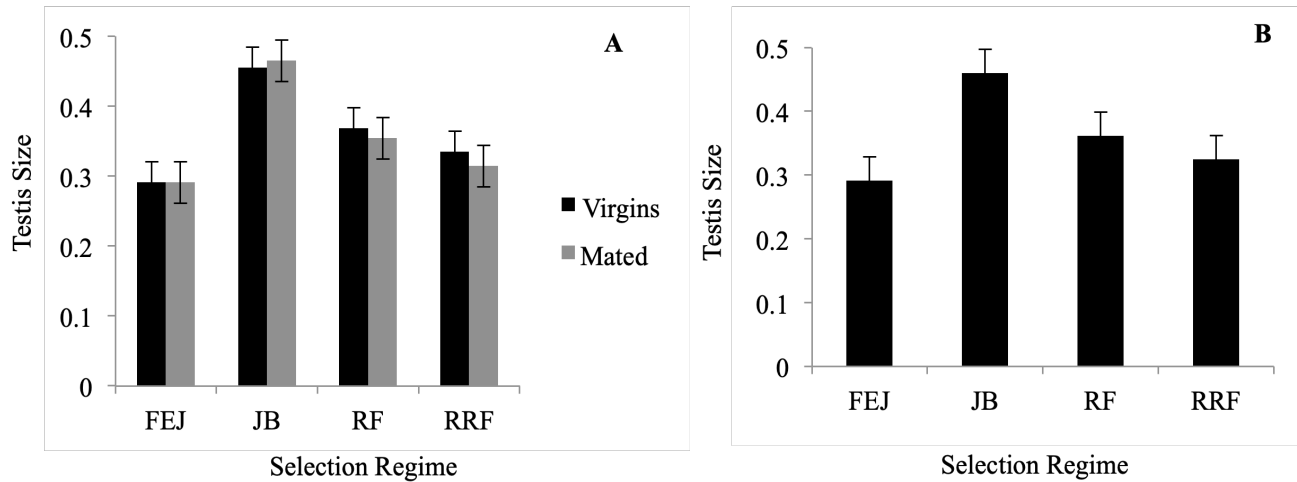 A
0.5
0.4
0.3
0.2
0.1
0
Testis Size
FEJ JB RF RRF
Selection Regime
Virgins
Mated
B
0.5
0.4
0.3
0.2
0.1
0
Testis Size
FEJ JB RF RRF
Selection Regime